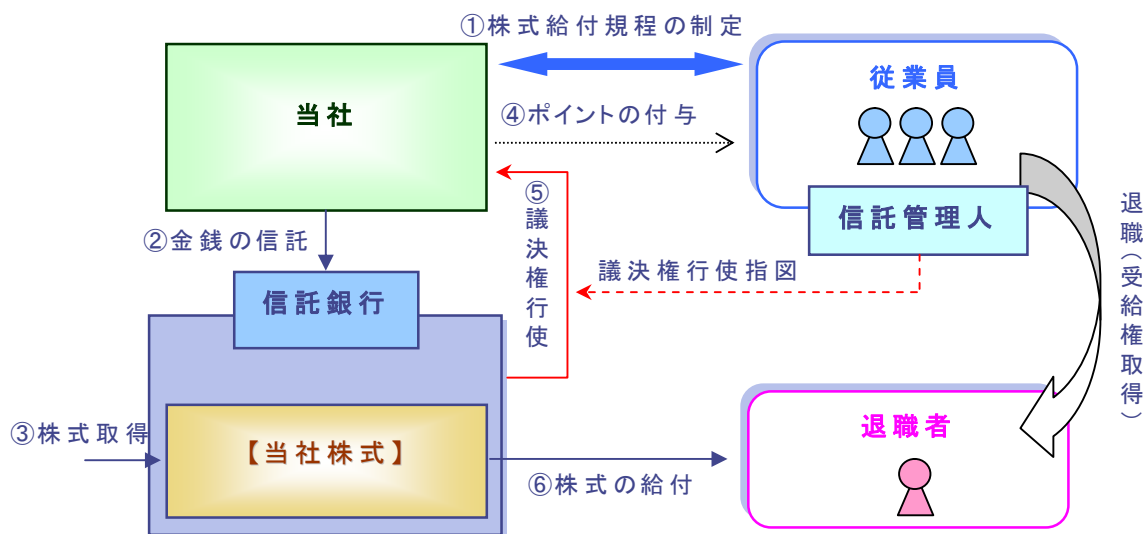 ①株式給付規程の制定
当社
従業員
④ポイントの付与
信託管理人
⑤議決権行使
②金銭の信託
議決権行使指図
退職（受給権取得）
信託銀行
③株式取得
【当社株式】
退職者
⑥株式の給付